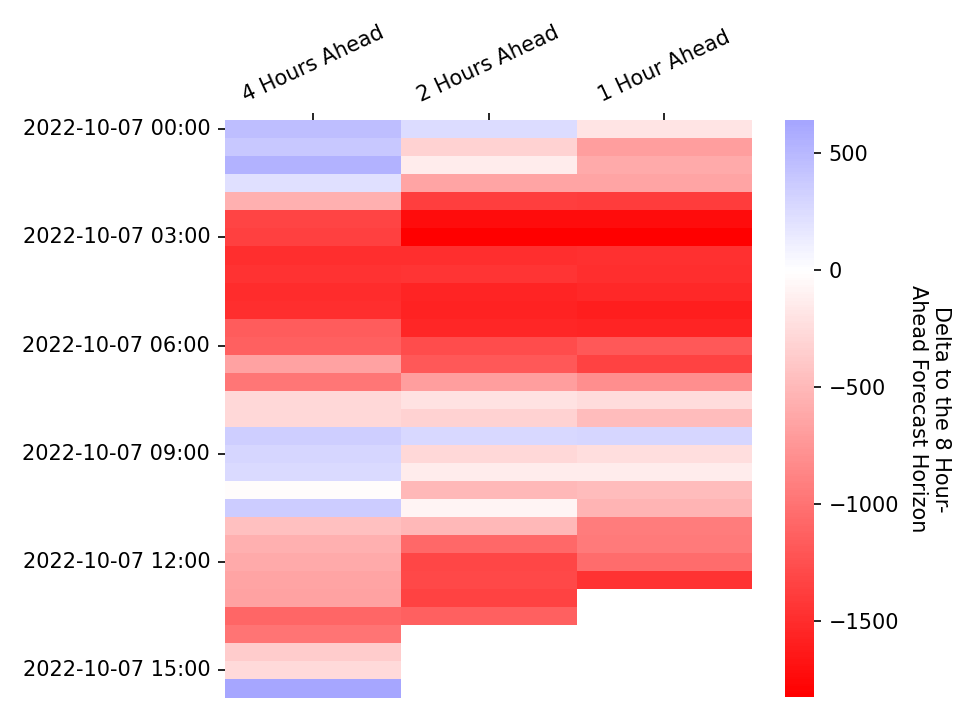 4 Hours Ahead
2 Hours Ahead
1 Hour Ahead
2022-10-07 00:00
2022-10-07 03:00
2022-10-07 06:00
2022-10-07 09:00
2022-10-07 12:00
2022-10-07 15:00
500
0
−500
−1000
−1500
Delta to the 8 Hour-
Ahead Forecast Horizon